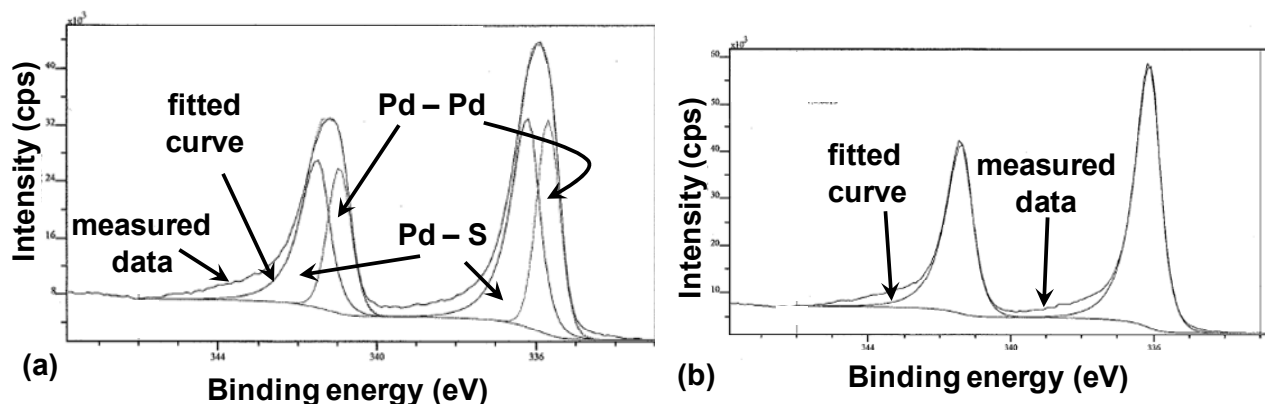 x10³
40
32
24
16
8
Intensity (cps)
fitted
curve
measured
data
Pd – Pd
Pd – S
344
340
336
(a)
Binding energy (eV)
x10³
60
50
40
30
20
10
Intensity (cps)
fitted
curve
measured
data
344
340
336
(b)
Binding energy (eV)